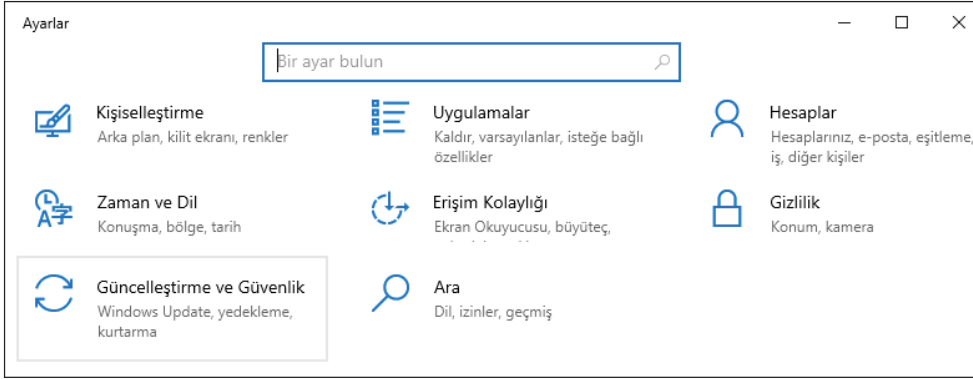 Ayarlar
Bir ayar bulun
Kişiselleştirme
Arka plan, kilit ekranı, renkler
Uygulamalar
Kaldır, varsayılanlar, isteğe bağlı
özellikler
Hesaplar
Hesaplarınız, e-posta, eşitleme,
iş, diğer kişiler
Zaman ve Dil
Konuşma, bölge, tarih
Erişim Kolaylığı
Ekran Okuyucusu, büyüteç,
Gizlilik
Konum, kamera
Güncelleştirme ve Güvenlik
Windows Update, yedekleme,
kurtarma
Ara
Dil, izinler, geçmiş